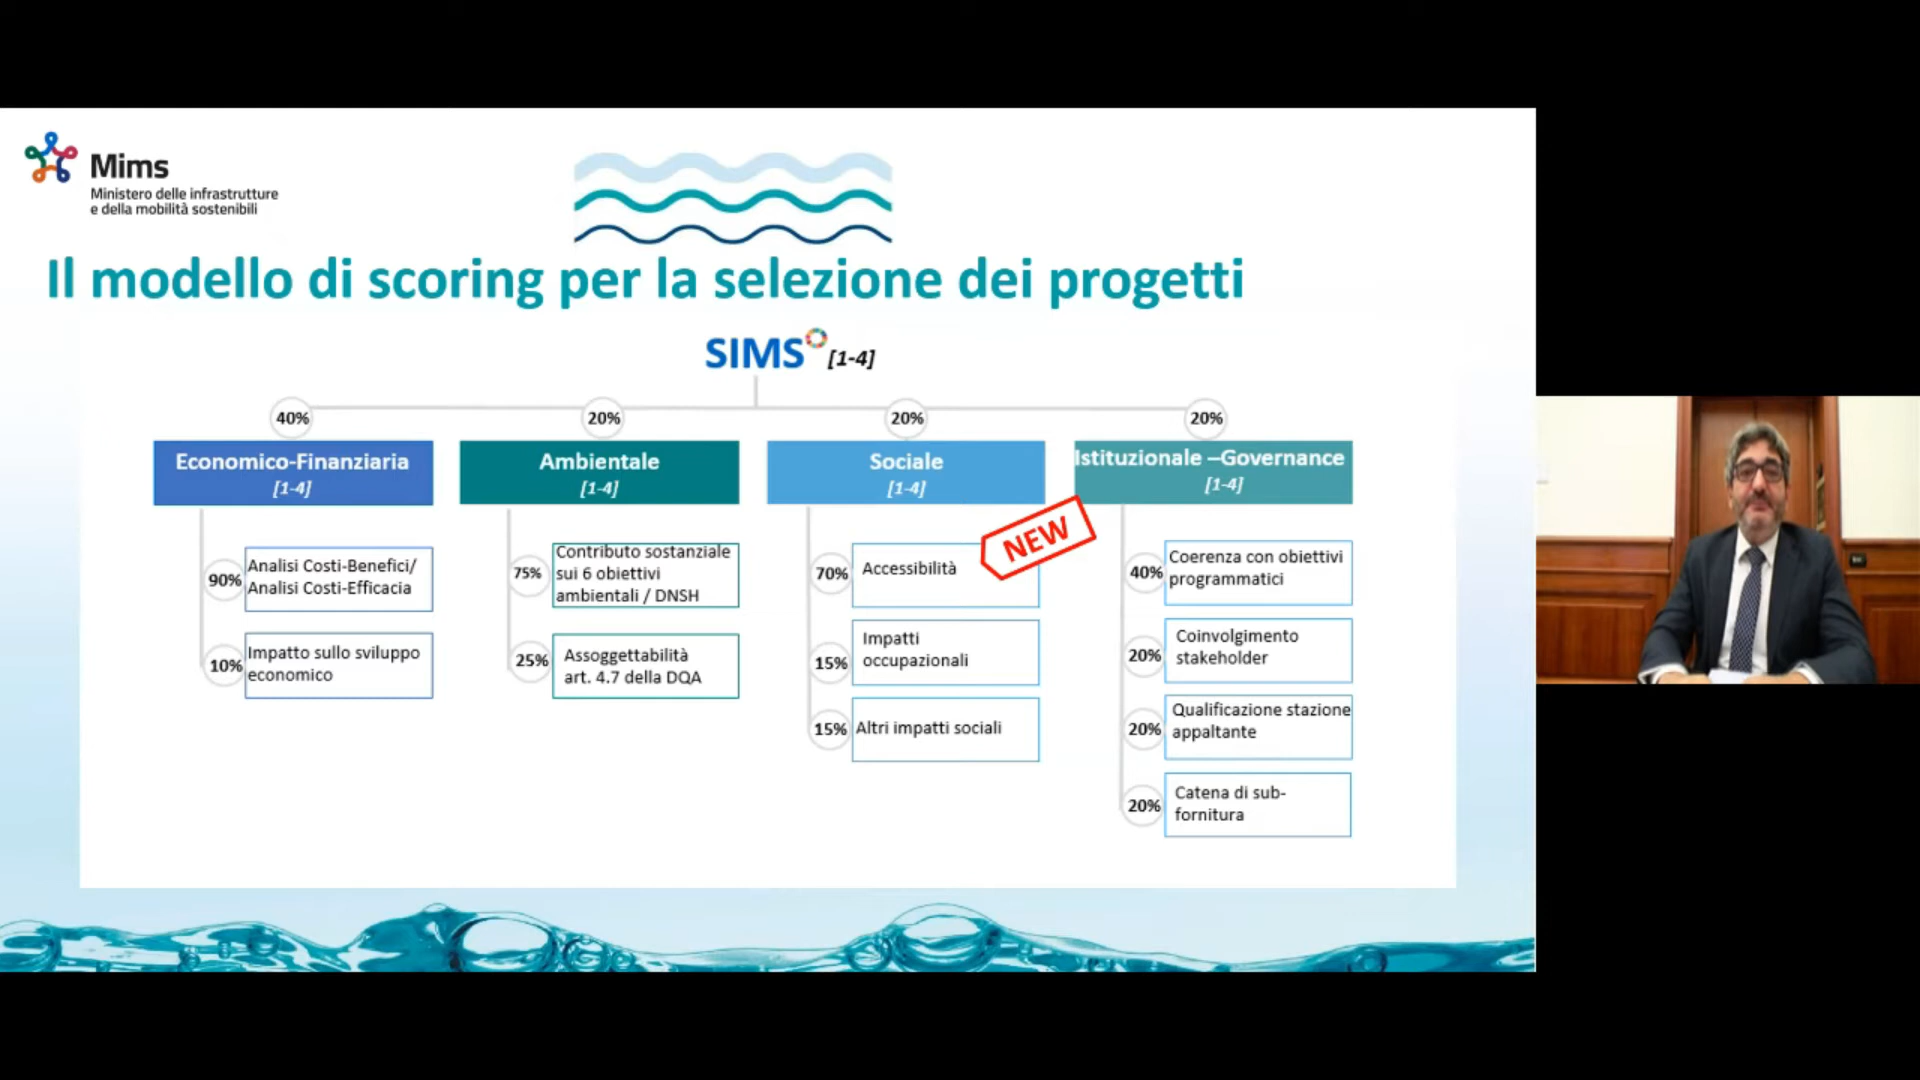 Mims
Ministero delle infrastrutture
e della mobilità sostenibili
Il modello di scoring per la selezione dei progetti
SIMS [1-4]
40%
20%
20%
20%
Economico-Finanziaria
[1-4]
90%
Analisi Costi-Benefici/
Analisi Costi-Efficacia
10%
Impatto sullo sviluppo
economico
Ambientale
[1-4]
75%
Contributo sostanziale
sui 6 obiettivi
ambientali / DNSH
25%
Assoggettabilità
art. 4.7 della DQA
Sociale
[1-4]
NEW
70%
Accessibilità
15%
Impatti
occupazionali
15%
Altri impatti sociali
Istituzionale –Governance
[1-4]
40%
Coerenza con obiettivi
programmatici
20%
Coinvolgimento
stakeholder
20%
Qualificazione stazione
appaltante
20%
Catena di sub-
fornitura